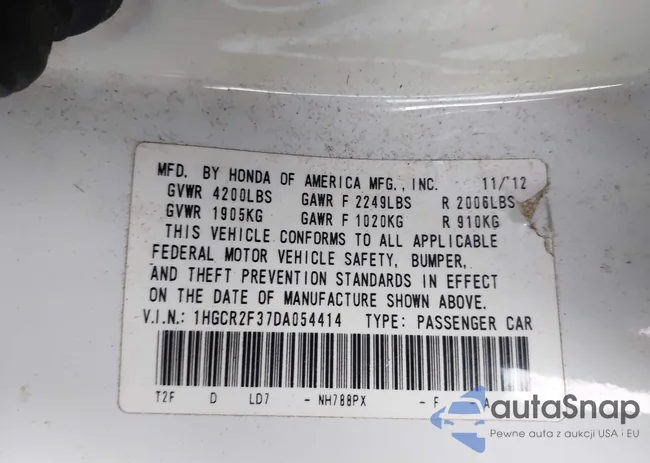 MFD. BY HONDA OF AMERICA MFG., INC. 11/'12
GVWR 4200LBS GAWR F 2249LBS R 2006LBS
GVWR 1905KG GAWR F 1020KG R 910KG
THIS VEHICLE CONFORMS TO ALL APPLICABLE
FEDERAL MOTOR VEHICLE SAFETY, BUMPER,
AND THEFT PREVENTION STANDARDS IN EFFECT
ON THE DATE OF MANUFACTURE SHOWN ABOVE.
V.I.N.: 1HGCR2F37DA054414 TYPE: PASSENGER CAR
T2F D LD7 - NH788PX - F - A
autaSnap
Pewne auta z aukcji USA i EU